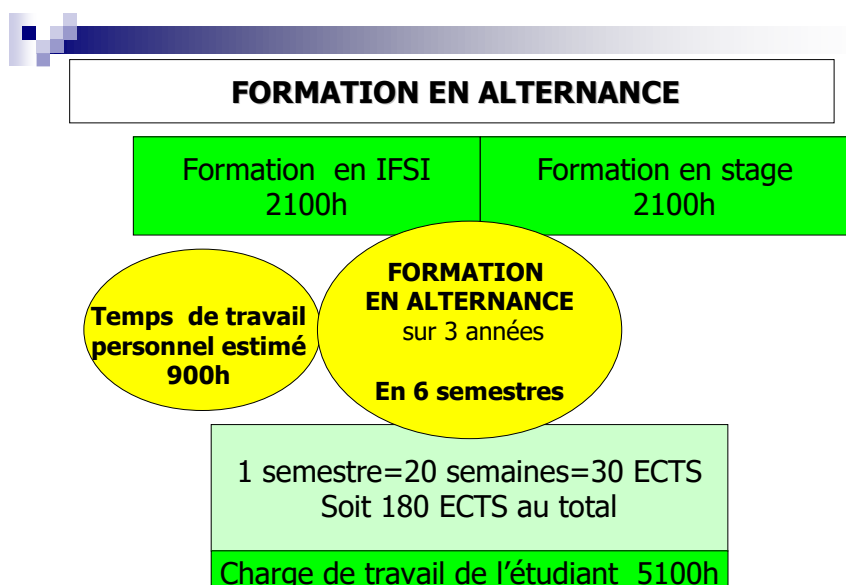 FORMATION EN ALTERNANCE
Formation en IFSI
2100h
Formation en stage
2100h
Temps de travail
personnel estimé
900h
FORMATION
EN ALTERNANCE
sur 3 années
En 6 semestres
1 semestre=20 semaines=30 ECTS
Soit 180 ECTS au total
Charge de travail de l’étudiant 5100h